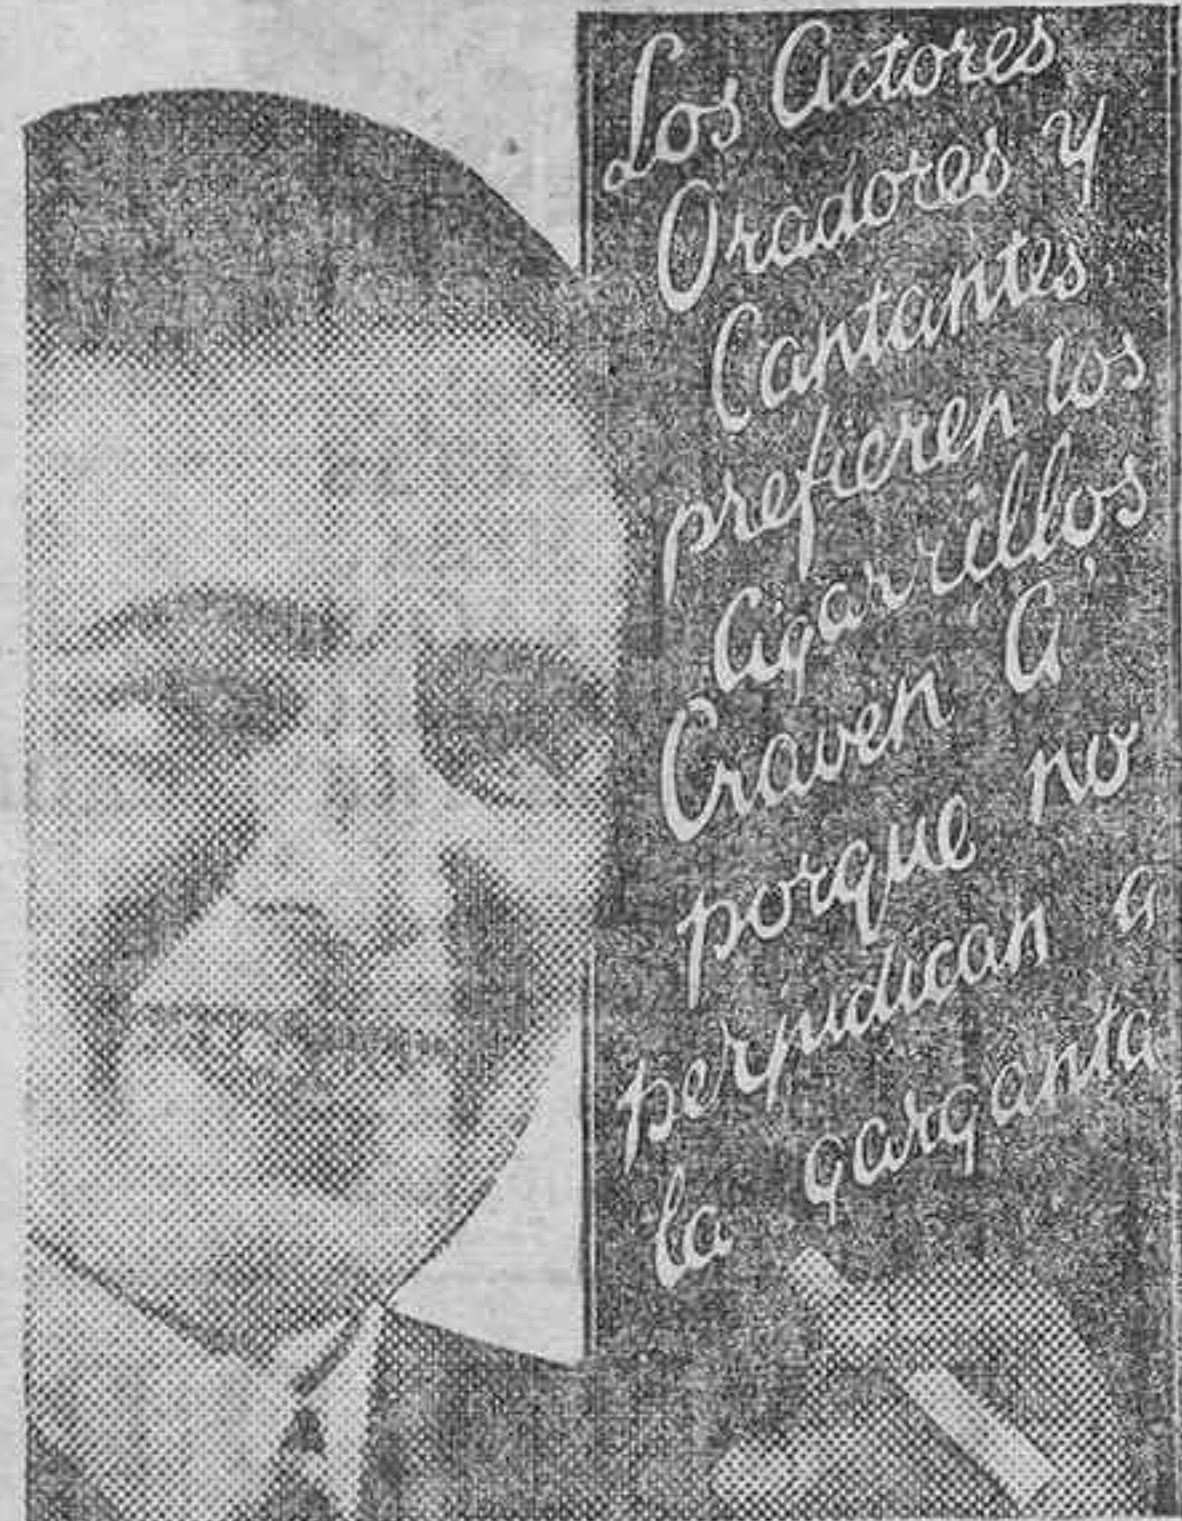 Los Actores
Oradores y
Cantantes
prefieren los
Cigarrillos
Craven 'A'
porque no
perjudican a
la garganta